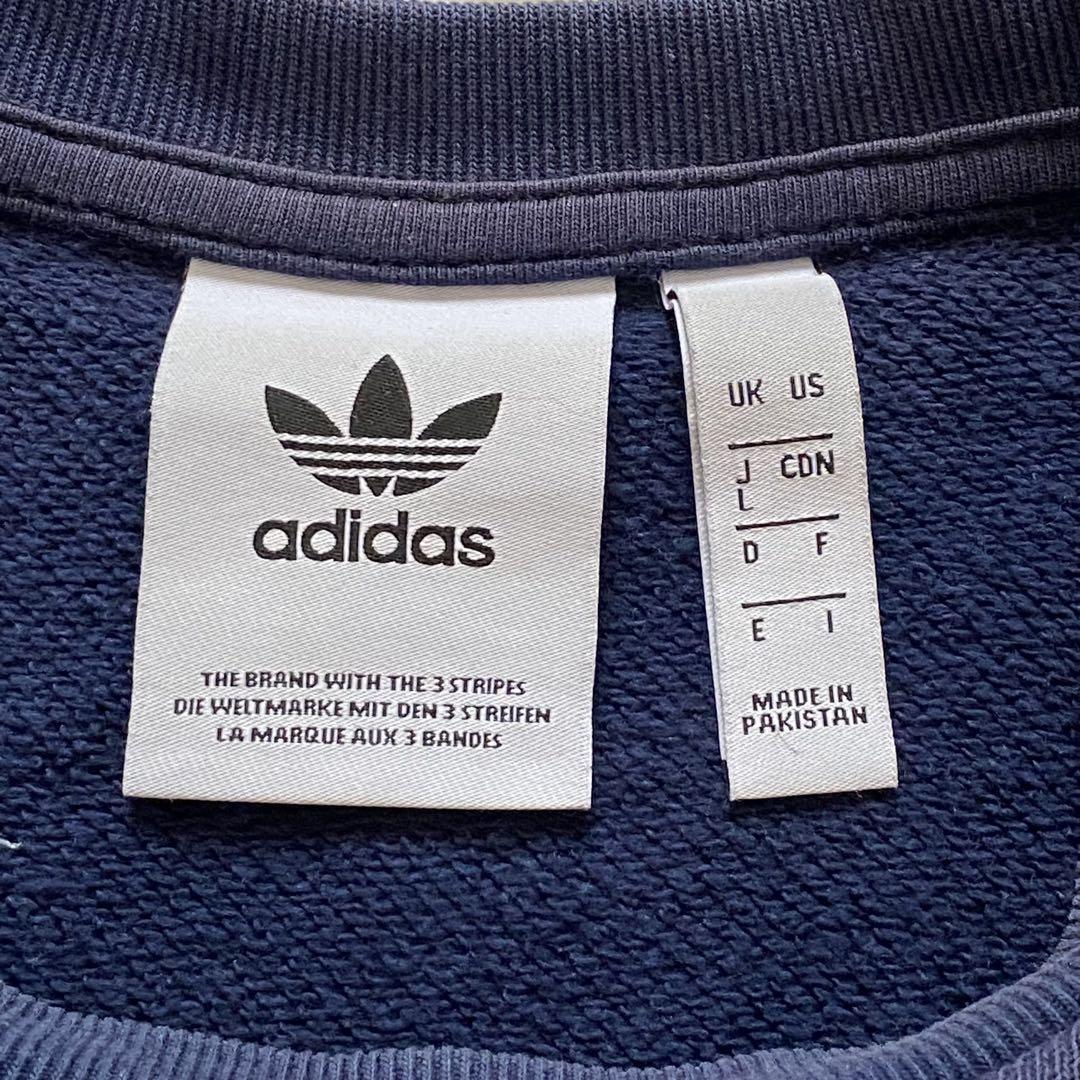 adidas
THE BRAND WITH THE 3 STRIPES
DIE WELTMARKE MIT DEN 3 STREIFEN
LA MARQUE AUX 3 BANDES
UK US
J CDN
L
D F
E I
MADE IN
PAKISTAN